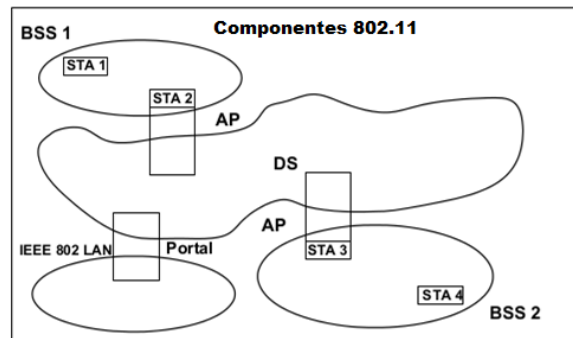 Componentes 802.11
BSS 1
STA 1
STA 2
AP
DS
AP
IEEE 802 LAN
Portal
STA 3
STA 4
BSS 2